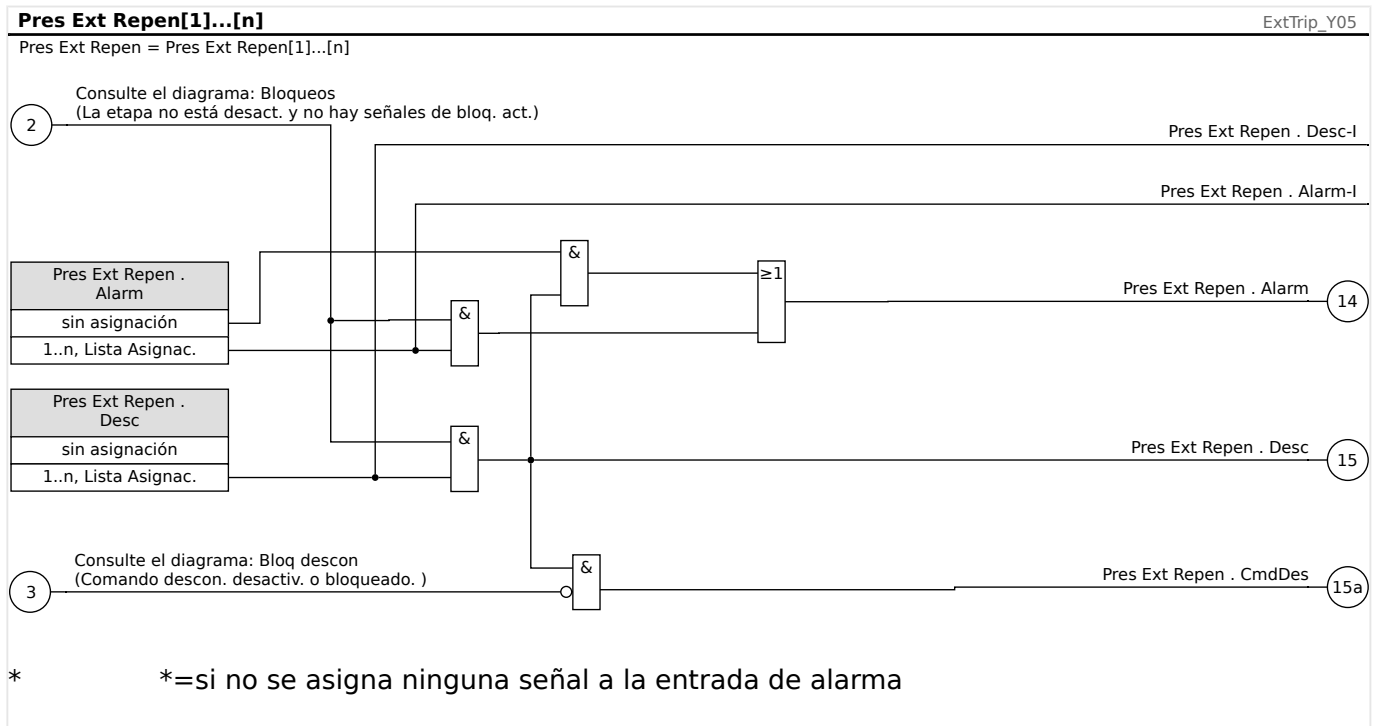 Pres Ext Repen[1]...[n]
ExtTrip_Y05
Pres Ext Repen = Pres Ext Repen[1]...[n]
Consulte el diagrama: Bloqueos
(La etapa no está desact. y no hay señales de bloq. act.)
2
Pres Ext Repen . Desc-I
Pres Ext Repen . Alarm-I
&
Pres Ext Repen .
Alarm
sin asignación
1..n, Lista Asignac.
&
≥1
Pres Ext Repen . Alarm
14
Pres Ext Repen .
Desc
sin asignación
1..n, Lista Asignac.
&
Pres Ext Repen . Desc
15
Consulte el diagrama: Bloq descon
(Comando descon. desactiv. o bloqueado. )
3
&
Pres Ext Repen . CmdDes
15a
* *=si no se asigna ninguna señal a la entrada de alarma